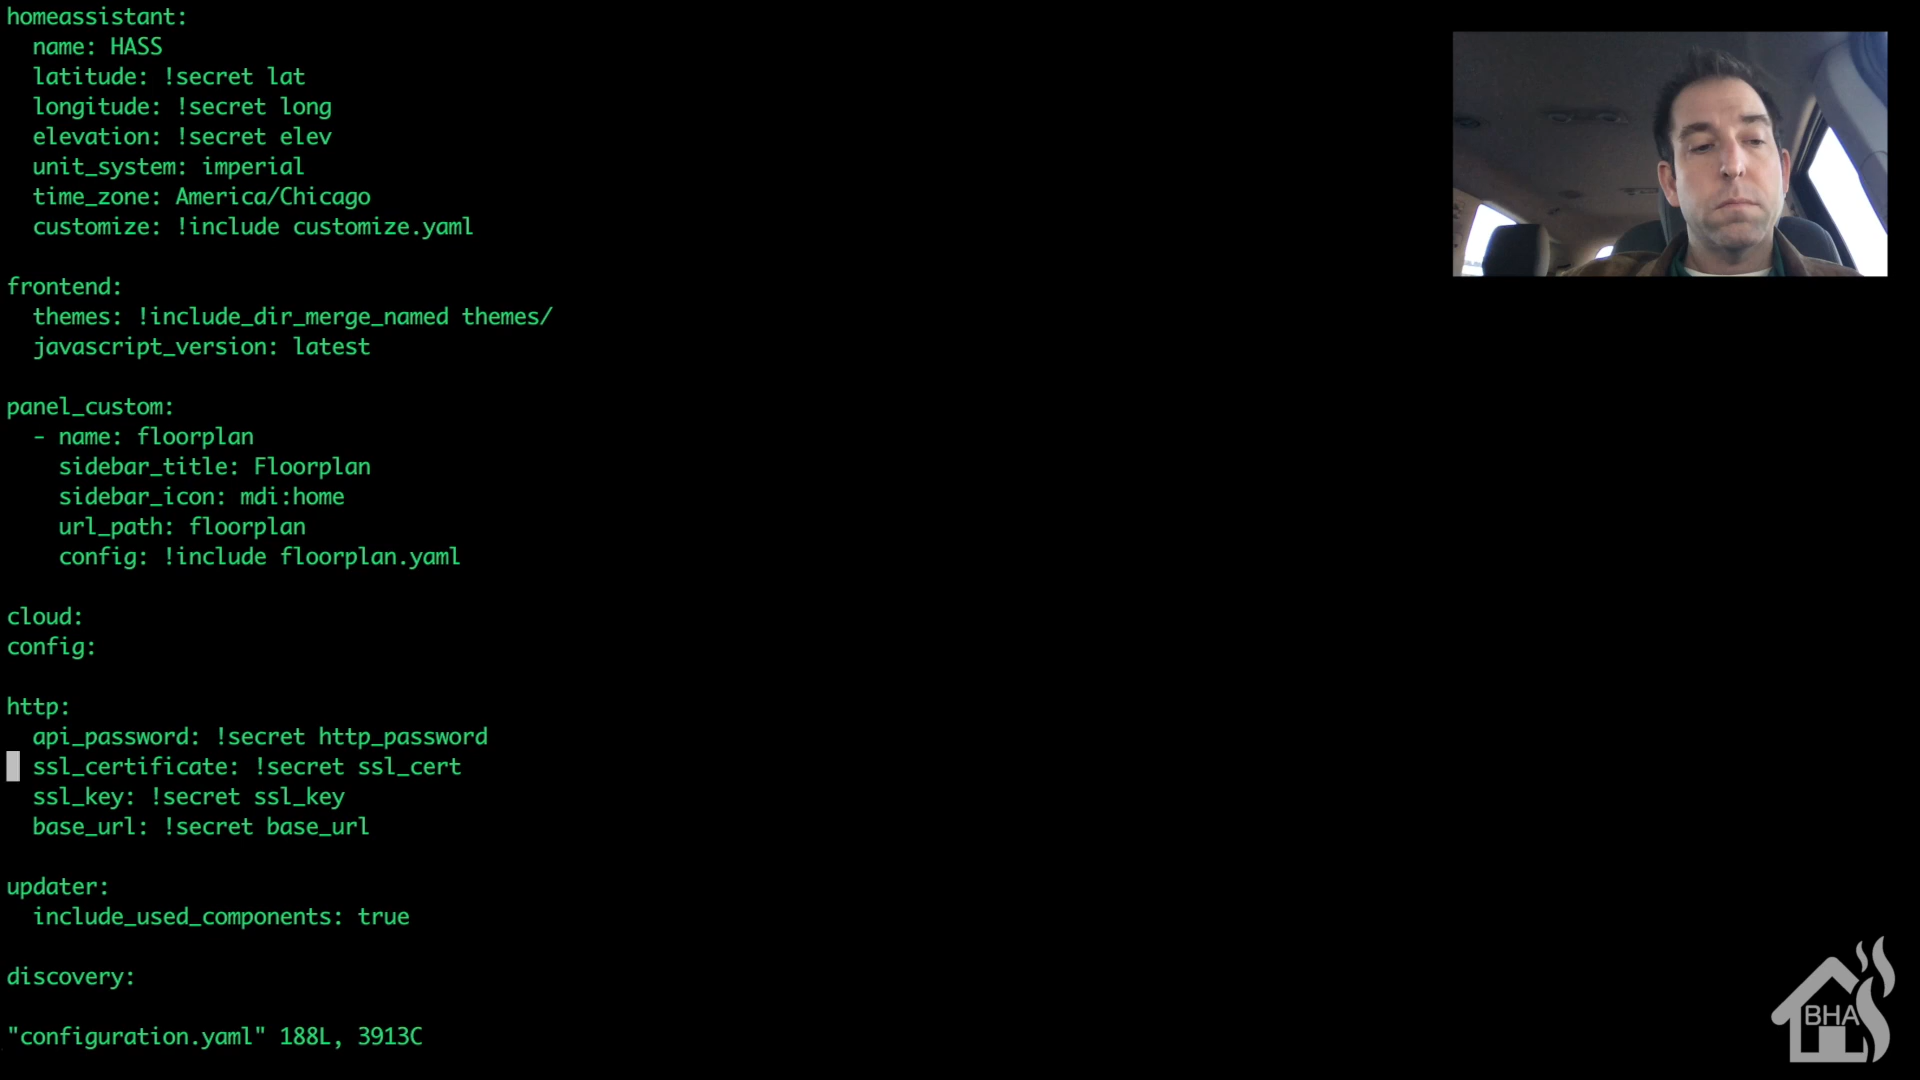 homeassistant:
  name: HASS
  latitude: !secret lat
  longitude: !secret long
  elevation: !secret elev
  unit_system: imperial
  time_zone: America/Chicago
  customize: !include customize.yaml

frontend:
  themes: !include_dir_merge_named themes/
  javascript_version: latest

panel_custom:
  - name: floorplan
    sidebar_title: Floorplan
    sidebar_icon: mdi:home
    url_path: floorplan
    config: !include floorplan.yaml

cloud:
config:

http:
  api_password: !secret http_password
  ssl_certificate: !secret ssl_cert
  ssl_key: !secret ssl_key
  base_url: !secret base_url

updater:
  include_used_components: true

discovery:

"configuration.yaml" 188L, 3913C
BHA